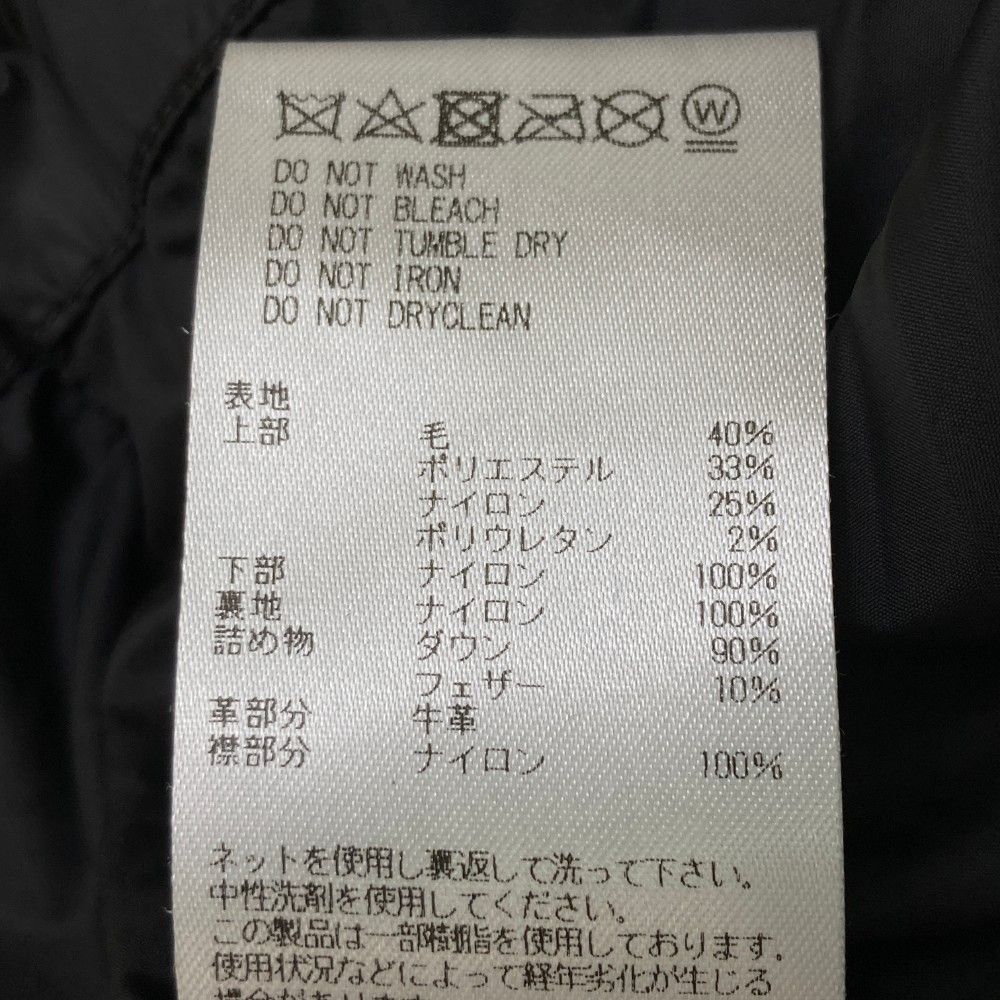 W
DO NOT WASH
DO NOT BLEACH
DO NOT TUMBLE DRY
DO NOT IRON
DO NOT DRYCLEAN
表地
上部 毛 40%
ポリエステル 33%
ナイロン 25%
ポリウレタン 2%
下部 ナイロン 100%
裏地 ナイロン 100%
詰め物 ダウン 90%
フェザー 10%
革部分 牛革
襟部分 ナイロン 100%
ネットを使用し裏返して洗って下さい。
中性洗剤を使用してください。
この製品は一部樹脂を使用しております。
使用状況などによって経年劣化が生じる
場合があります